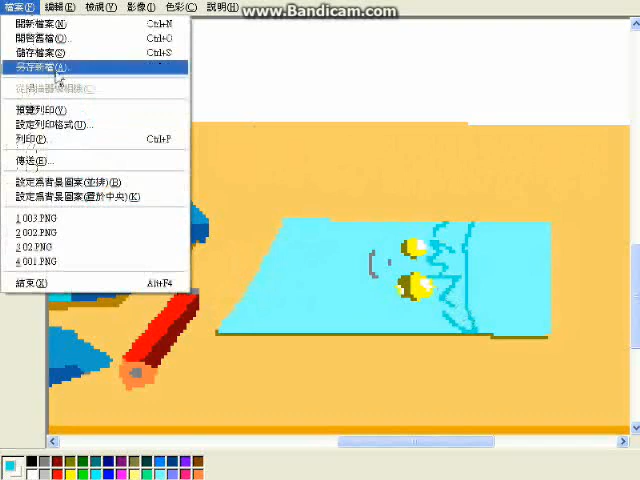 檔案(F) 編輯(E) 檢視(V) 影像(I) 色彩(C) 說明(H)
www.Bandicam.com
開新檔案(N) Ctrl+N
開啓舊檔(O)... Ctrl+O
儲存檔案(S) Ctrl+S
另存新檔(A)...
預覽列印(V)
設定列印格式(U)...
列印(P)... Ctrl+P
傳送(E)...
設定爲背景圖案(並排)(B)
設定爲背景圖案(置於中央)(K)
1 003.PNG
2 002.PNG
3 02.PNG
4 001.PNG
結束(X) Alt+F4